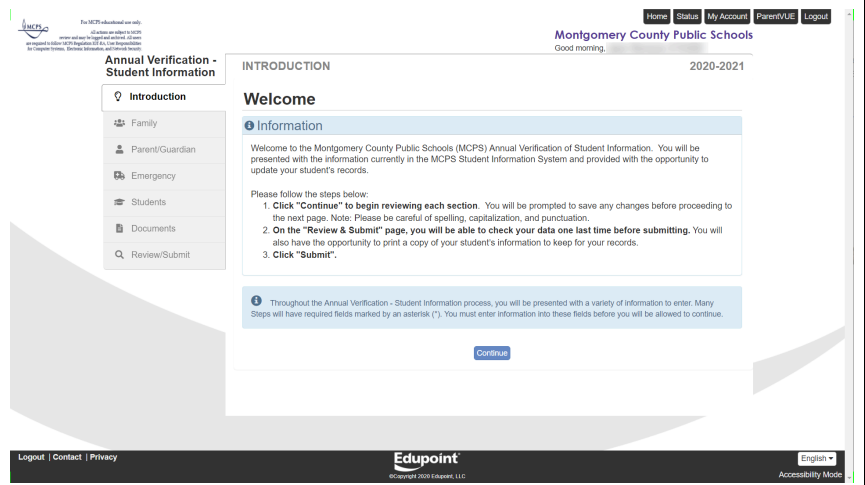 Home Status My Account ParentVUE Logout
MCPS
For MCPS educational use only.
All actions are subject to MCPS
review and may be logged and archived. All users
are required to follow MCPS Regulation IGT-RA, User Responsibilities
for Computer Systems, Electronic Information, and Network Security.
Montgomery County Public Schools
Good morning,
Annual Verification -
Student Information
INTRODUCTION 2020-2021
Introduction
Family
Parent/Guardian
Emergency
Students
Documents
Review/Submit
Welcome
Information
Welcome to the Montgomery County Public Schools (MCPS) Annual Verification of Student Information. You will be
presented with the information currently in the MCPS Student Information System and provided with the opportunity to
update your student's records.
Please follow the steps below:
1. Click "Continue" to begin reviewing each section. You will be prompted to save any changes before proceeding to
the next page. Note: Please be careful of spelling, capitalization, and punctuation.
2. On the "Review & Submit" page, you will be able to check your data one last time before submitting. You will
also have the opportunity to print a copy of your student's information to keep for your records.
3. Click "Submit".
Throughout the Annual Verification - Student Information process, you will be presented with a variety of information to enter. Many
Steps will have required fields marked by an asterisk (*). You must enter information into these fields before you will be allowed to continue.
Continue
Logout | Contact | Privacy
Edupoint
©Copyright 2020 Edupoint, LLC
English
Accessibility Mode